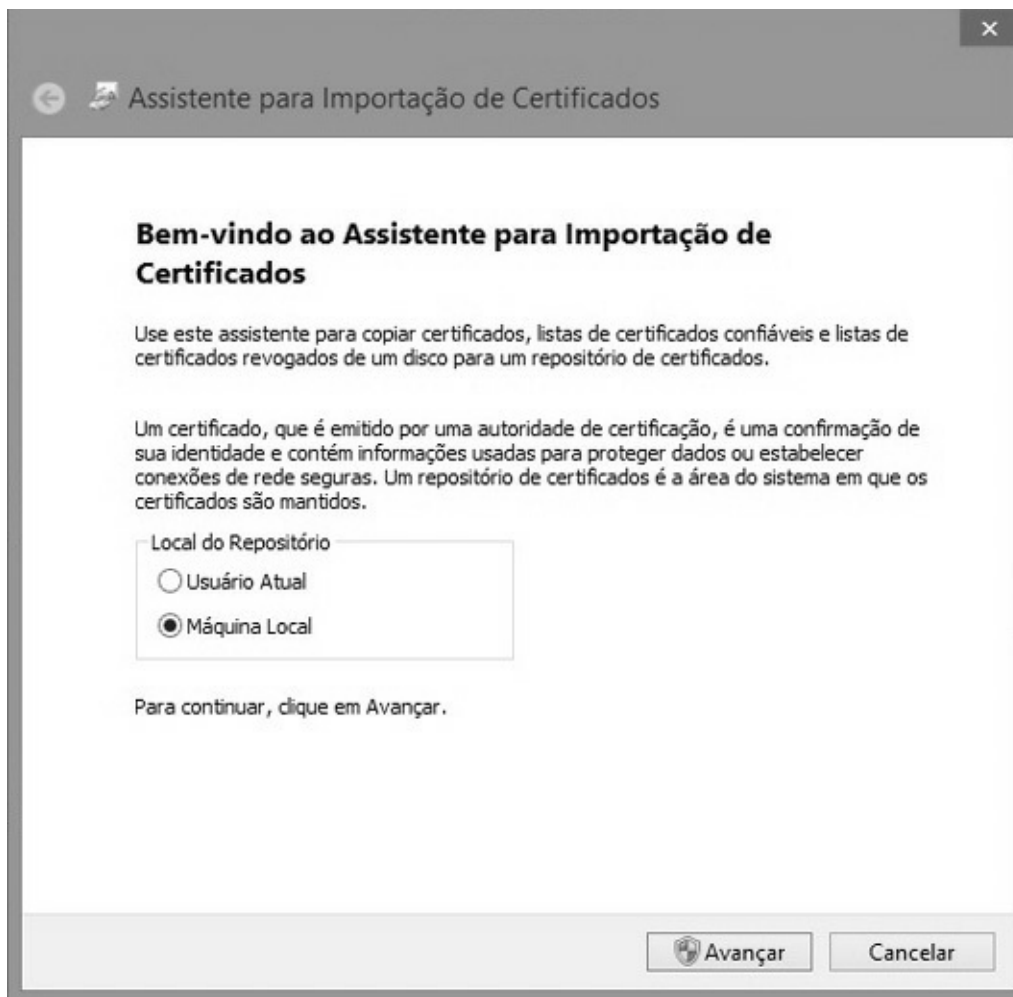 Assistente para Importação de Certificados
Bem-vindo ao Assistente para Importação de
Certificados
Use este assistente para copiar certificados, listas de certificados confiáveis e listas de
certificados revogados de um disco para um repositório de certificados.
Um certificado, que é emitido por uma autoridade de certificação, é uma confirmação de
sua identidade e contém informações usadas para proteger dados ou estabelecer
conexões de rede seguras. Um repositório de certificados é a área do sistema em que os
certificados são mantidos.
Local do Repositório
Usuário Atual
Máquina Local
Para continuar, clique em Avançar.
Avançar
Cancelar